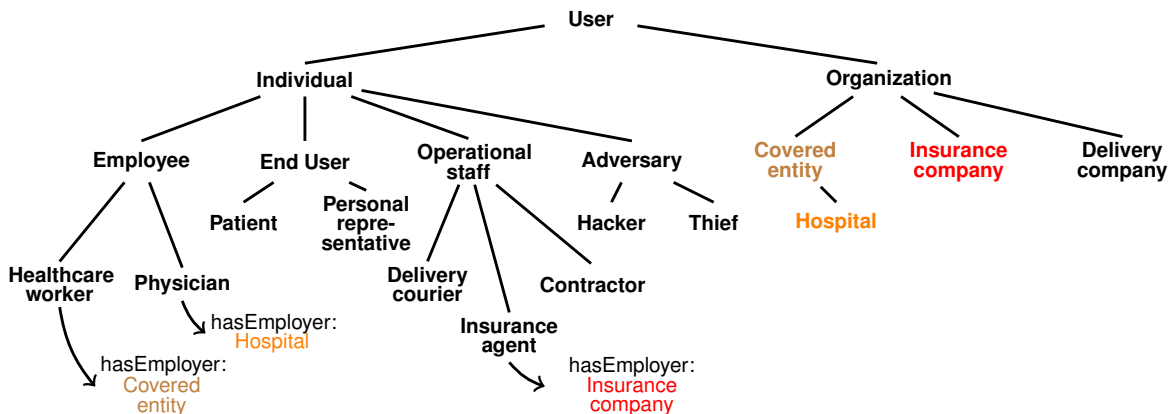 User
Individual
Organization
Employee
End User
Operational
staff
Adversary
Covered
entity
Insurance
company
Delivery
company
Patient
Personal
repre-
sentative
Hacker
Thief
Hospital
Healthcare
worker
Physician
Delivery
courier
Contractor
hasEmployer:
Hospital
Insurance
agent
hasEmployer:
Covered
entity
hasEmployer:
Insurance
company